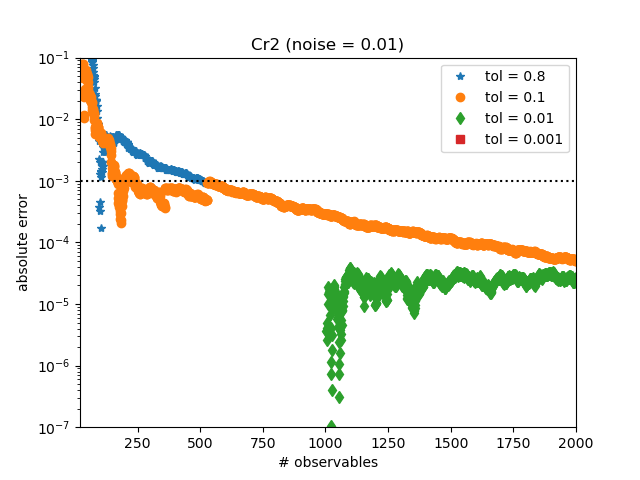 Cr2 (noise = 0.01)
tol = 0.8
tol = 0.1
tol = 0.01
tol = 0.001
absolute error
10⁻¹
10⁻²
10⁻³
10⁻⁴
10⁻⁵
10⁻⁶
10⁻⁷
250 500 750 1000 1250 1500 1750 2000
# observables